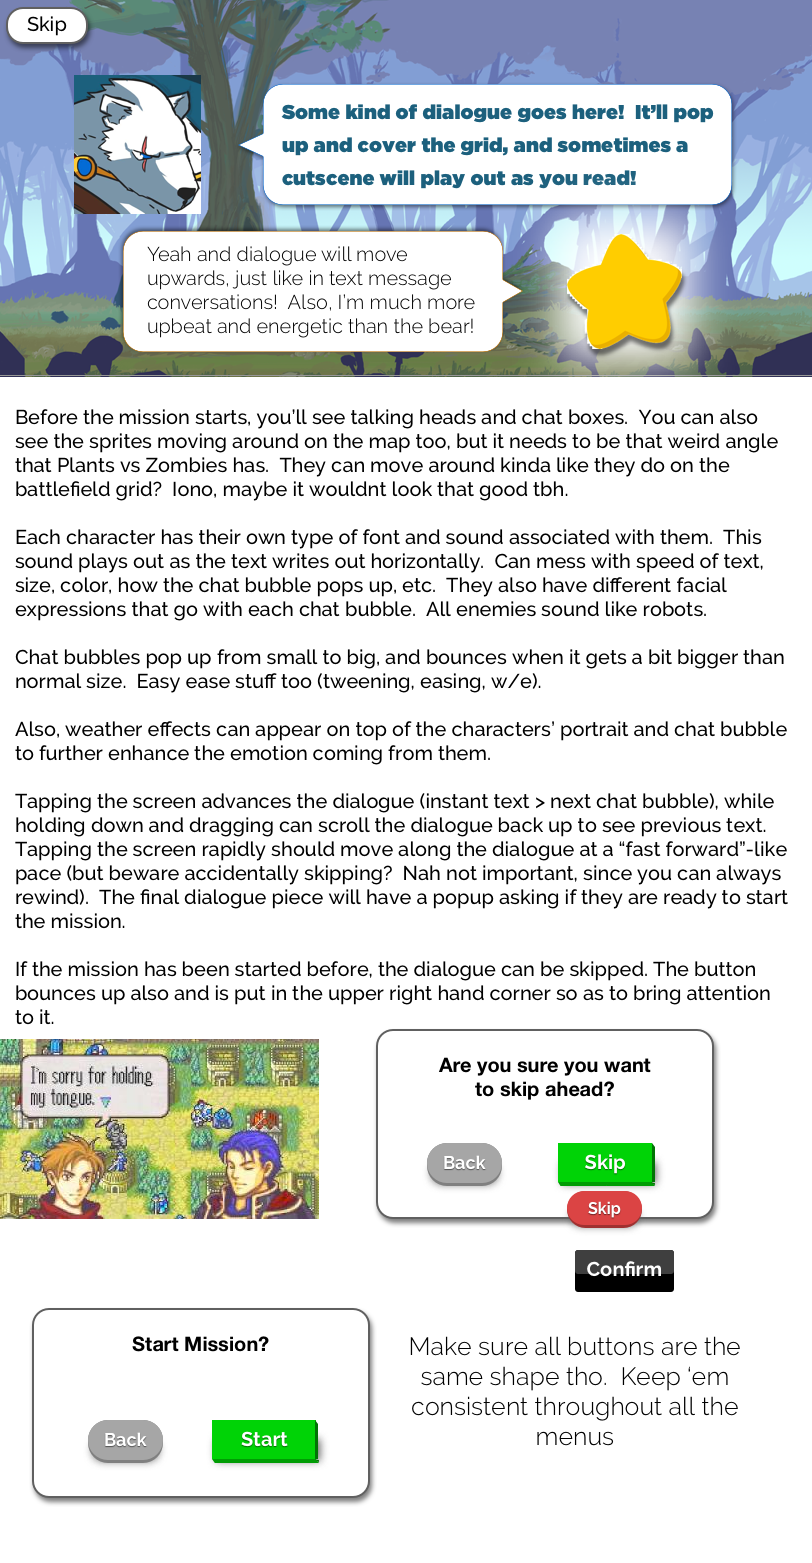 Skip
Some kind of dialogue goes here!  It’ll pop
up and cover the grid, and sometimes a
cutscene will play out as you read!
Yeah and dialogue will move
upwards, just like in text message
conversations!  Also, I’m much more
upbeat and energetic than the bear!
Before the mission starts, you’ll see talking heads and chat boxes.  You can also
see the sprites moving around on the map too, but it needs to be that weird angle
that Plants vs Zombies has.  They can move around kinda like they do on the
battlefield grid?  Iono, maybe it wouldnt look that good tbh.
Each character has their own type of font and sound associated with them.  This
sound plays out as the text writes out horizontally.  Can mess with speed of text,
size, color, how the chat bubble pops up, etc.  They also have different facial
expressions that go with each chat bubble.  All enemies sound like robots.
Chat bubbles pop up from small to big, and bounces when it gets a bit bigger than
normal size.  Easy ease stuff too (tweening, easing, w/e).
Also, weather effects can appear on top of the characters’ portrait and chat bubble
to further enhance the emotion coming from them.
Tapping the screen advances the dialogue (instant text > next chat bubble), while
holding down and dragging can scroll the dialogue back up to see previous text.
Tapping the screen rapidly should move along the dialogue at a “fast forward”-like
pace (but beware accidentally skipping?  Nah not important, since you can always
rewind).  The final dialogue piece will have a popup asking if they are ready to start
the mission.
If the mission has been started before, the dialogue can be skipped. The button
bounces up also and is put in the upper right hand corner so as to bring attention
to it.
I'm sorry for holding
my tongue.
Are you sure you want
to skip ahead?
Back
Skip
Skip
Confirm
Start Mission?
Back
Start
Make sure all buttons are the
same shape tho.  Keep ‘em
consistent throughout all the
menus